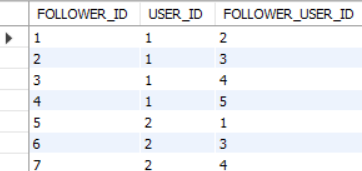 FOLLOWER_ID USER_ID FOLLOWER_USER_ID
1 1 2
2 1 3
3 1 4
4 1 5
5 2 1
6 2 3
7 2 4